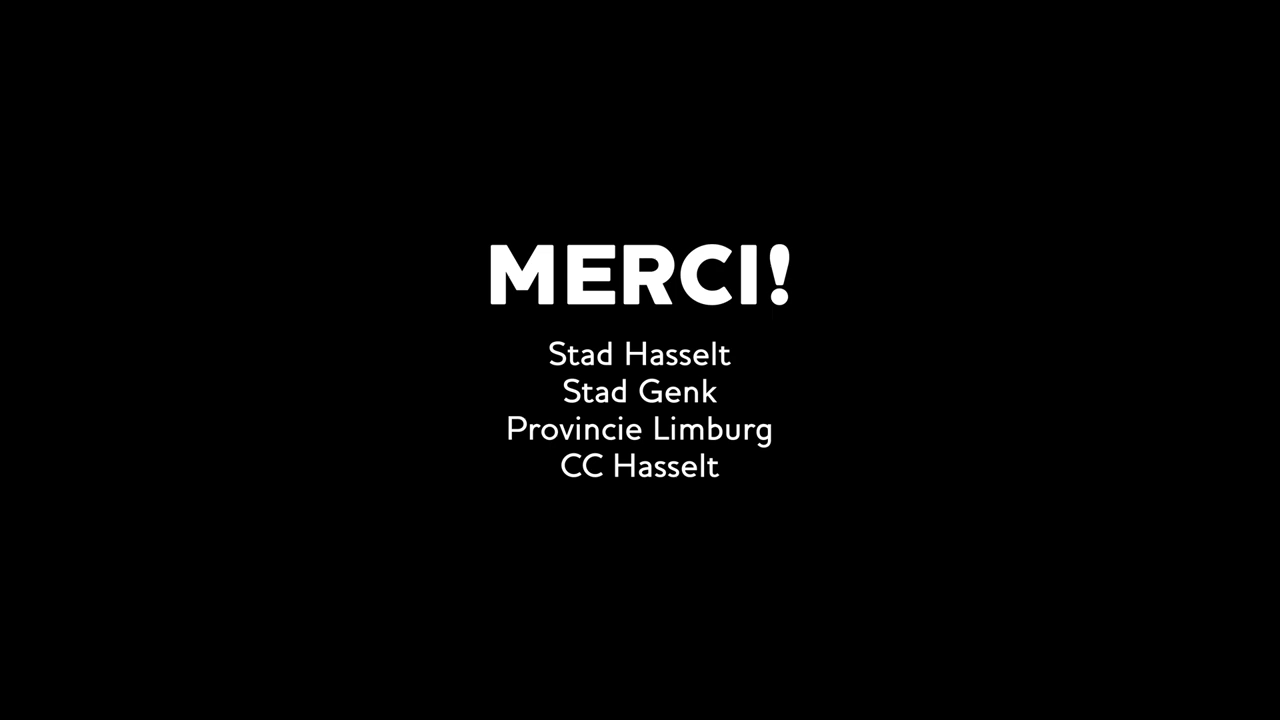 MERCI!
Stad Hasselt
Stad Genk
Provincie Limburg
CC Hasselt